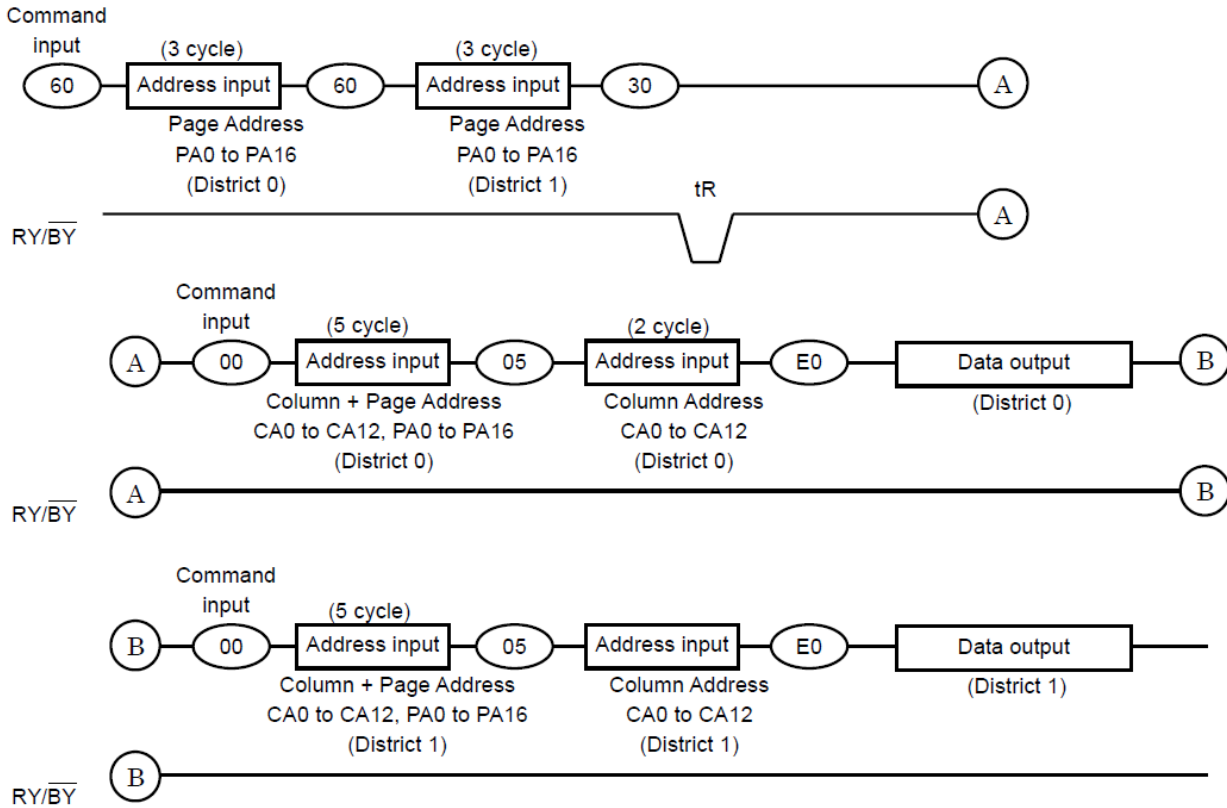 Command
input
(3 cycle) (3 cycle)
60 Address input 60 Address input 30 A
Page Address Page Address
PA0 to PA16 PA0 to PA16
(District 0) (District 1)
tR
RY/BY A
Command
input
(5 cycle) (2 cycle)
A 00 Address input 05 Address input E0 Data output B
Column + Page Address Column Address (District 0)
CA0 to CA12, PA0 to PA16 CA0 to CA12
(District 0) (District 0)
RY/BY A B
Command
input
(5 cycle)
B 00 Address input 05 Address input E0 Data output
Column + Page Address Column Address (District 1)
CA0 to CA12, PA0 to PA16 CA0 to CA12
(District 1) (District 1)
RY/BY B